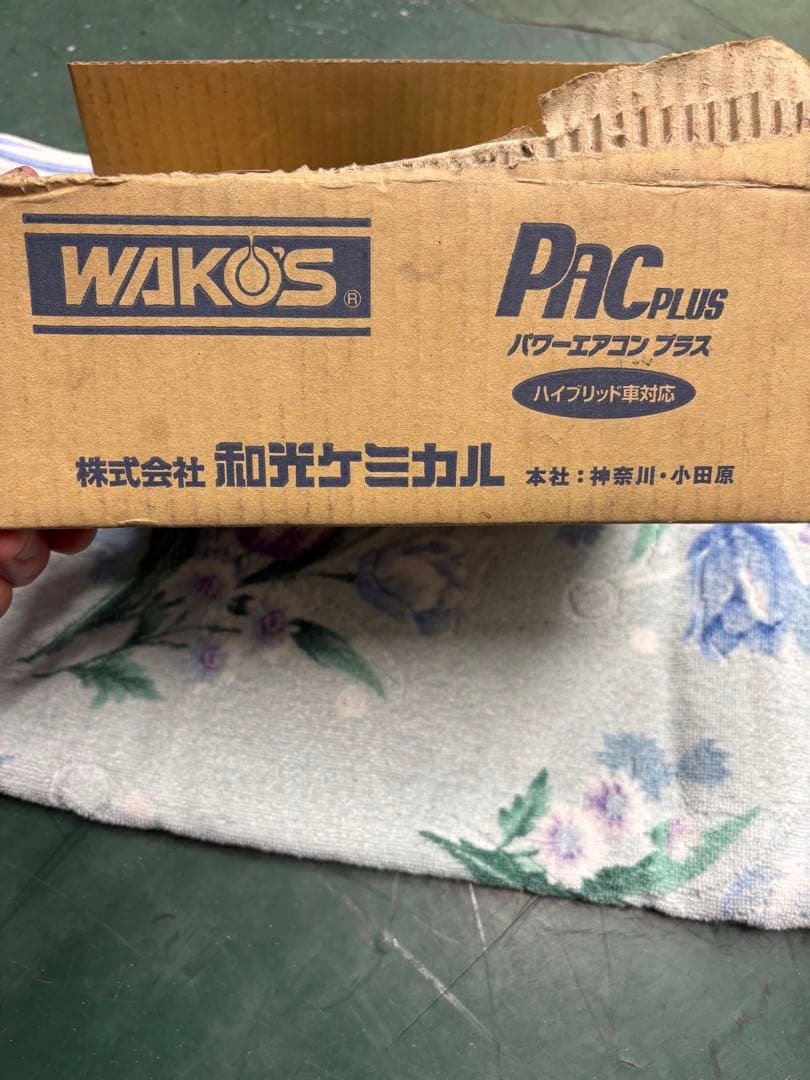 WAKO'S®
PAC PLUS
パワーエアコン プラス
ハイブリッド車対応
株式会社 和光ケミカル 本社:神奈川・小田原